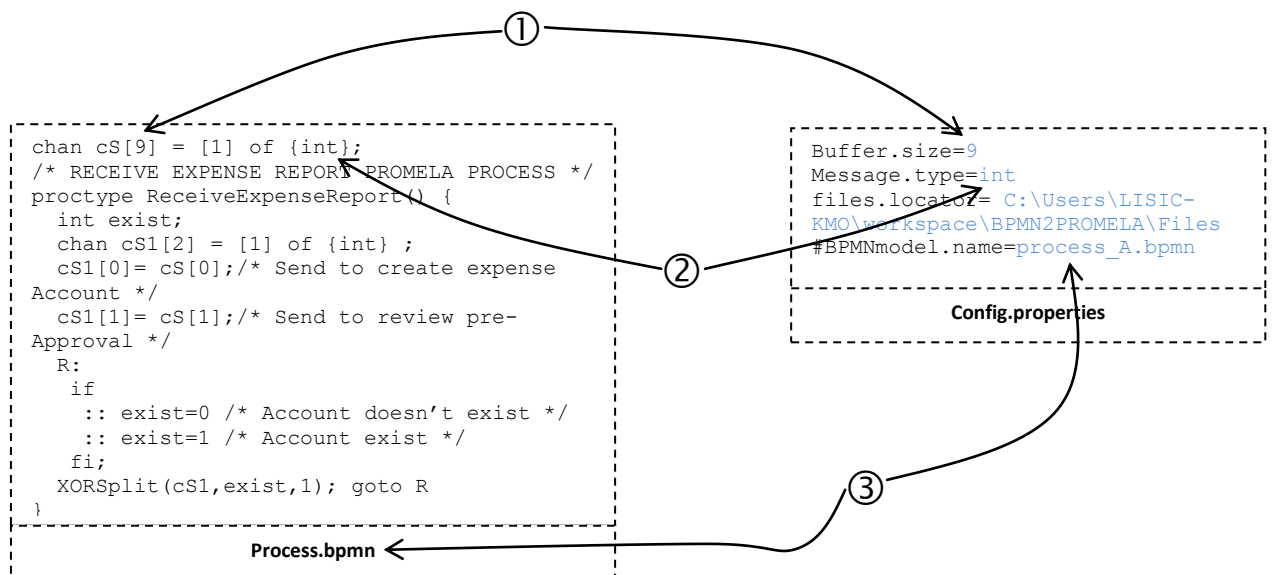 ①
chan cS[9] = [1] of {int};
/* RECEIVE EXPENSE REPORT PROMELA PROCESS */
proctype ReceiveExpenseReport() {
int exist;
chan cS1[2] = [1] of {int} ;
cS1[0]= cS[0];/* Send to create expense
Account */
cS1[1]= cS[1];/* Send to review pre-
Approval */
R:
if
:: exist=0 /* Account doesn’t exist */
:: exist=1 /* Account exist */
fi;
XORSplit(cS1,exist,1); goto R
}
Process.bpmn
②
Buffer.size=9
Message.type=int
files.locator= C:\Users\LISIC-
KMO\workspace\BPMN2PROMELA\Files
#BPMNmodel.name=process_A.bpmn
Config.properties
③